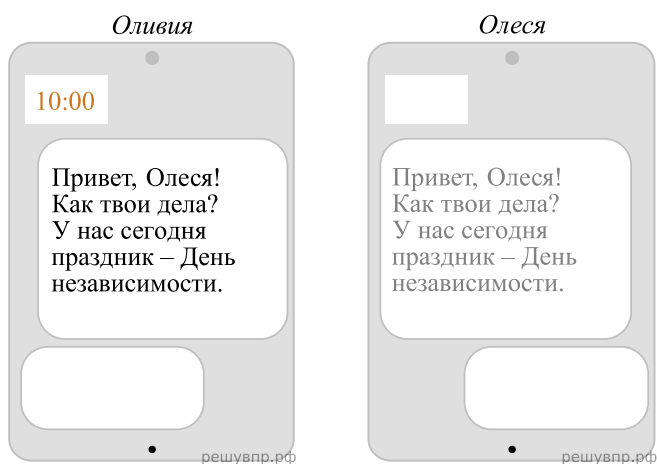 Оливия
10:00
Привет, Олеся!
Как твои дела?
У нас сегодня
праздник – День
независимости.
решувпр.рф
Олеся
Привет, Олеся!
Как твои дела?
У нас сегодня
праздник – День
независимости.
решувпр.рф